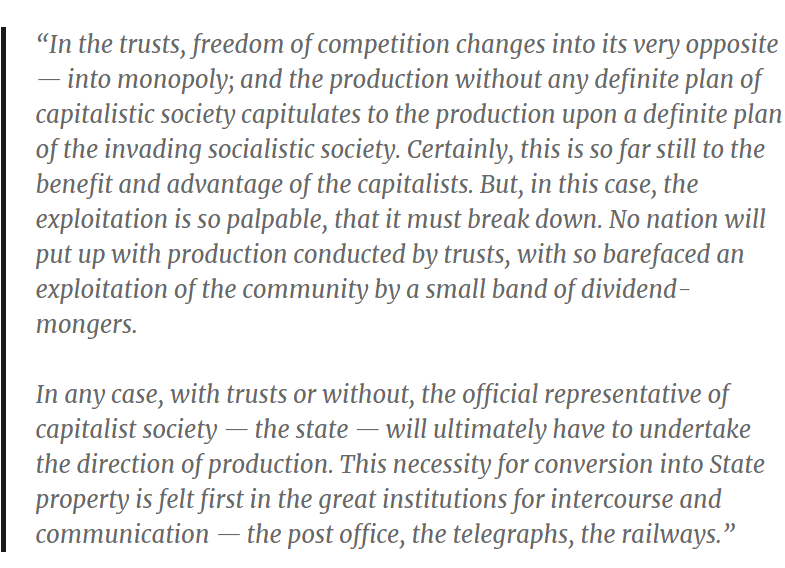 “In the trusts, freedom of competition changes into its very opposite
— into monopoly; and the production without any definite plan of
capitalistic society capitulates to the production upon a definite plan
of the invading socialistic society. Certainly, this is so far still to the
benefit and advantage of the capitalists. But, in this case, the
exploitation is so palpable, that it must break down. No nation will
put up with production conducted by trusts, with so barefaced an
exploitation of the community by a small band of dividend-
mongers.
In any case, with trusts or without, the official representative of
capitalist society — the state — will ultimately have to undertake
the direction of production. This necessity for conversion into State
property is felt first in the great institutions for intercourse and
communication — the post office, the telegraphs, the railways.”